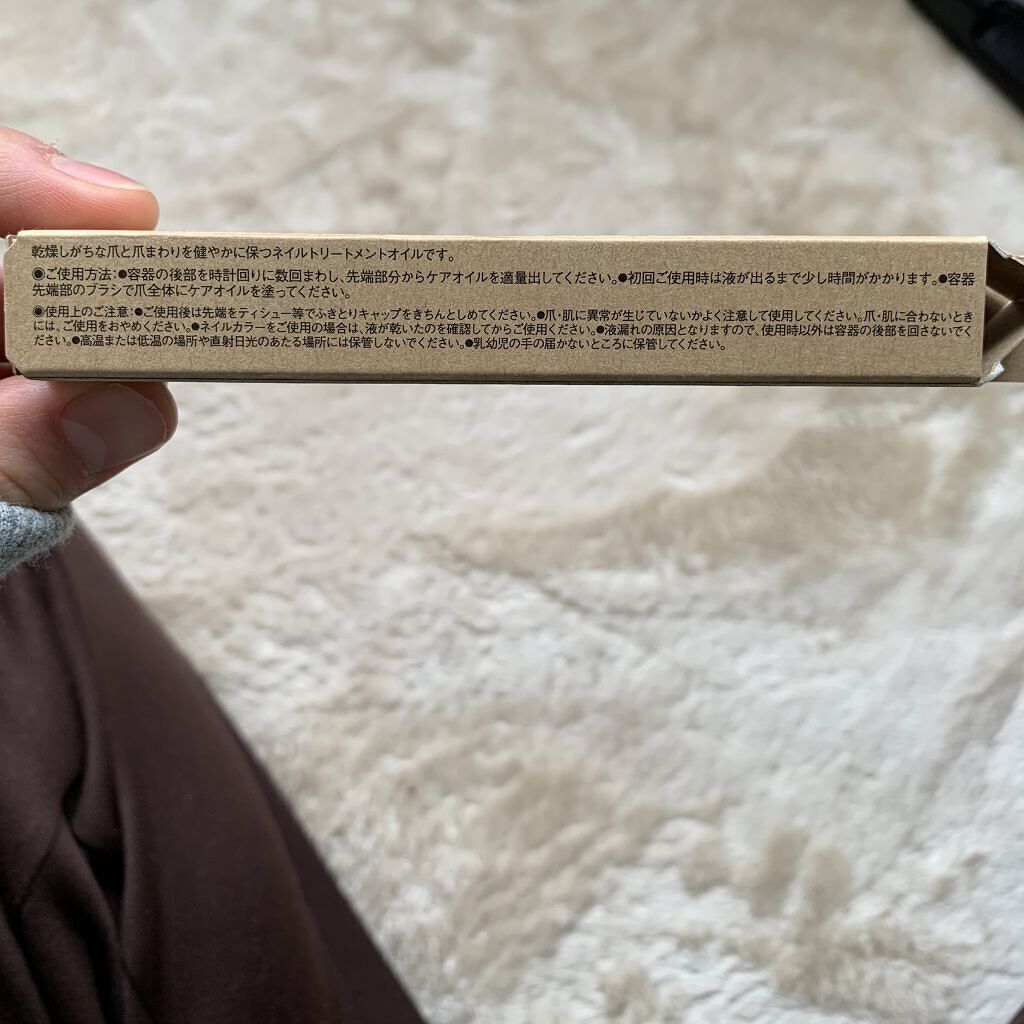 乾燥しがちな爪と爪まわりを健やかに保つネイルトリートメントオイルです。
◉ご使用方法:●容器の後部を時計回りに数回まわし、先端部分からケアオイルを適量出してください。●初回ご使用時は液が出るまで少し時間がかかります。●容器
先端部のブラシで爪全体にケアオイルを塗ってください。
◉使用上のご注意:●ご使用後は先端をティシュー等でふきとりキャップをきちんとしめてください。●爪・肌に異常が生じていないかよく注意して使用してください。爪・肌に合わないとき
には、ご使用をおやめください。●ネイルカラーをご使用の場合は、液が乾いたのを確認してからご使用ください。●液漏れの原因となりますので、使用時以外は容器の後部を回さないでく
ださい。●高温または低温の場所や直射日光のあたる場所には保管しないでください。●乳幼児の手の届かないところに保管してください。